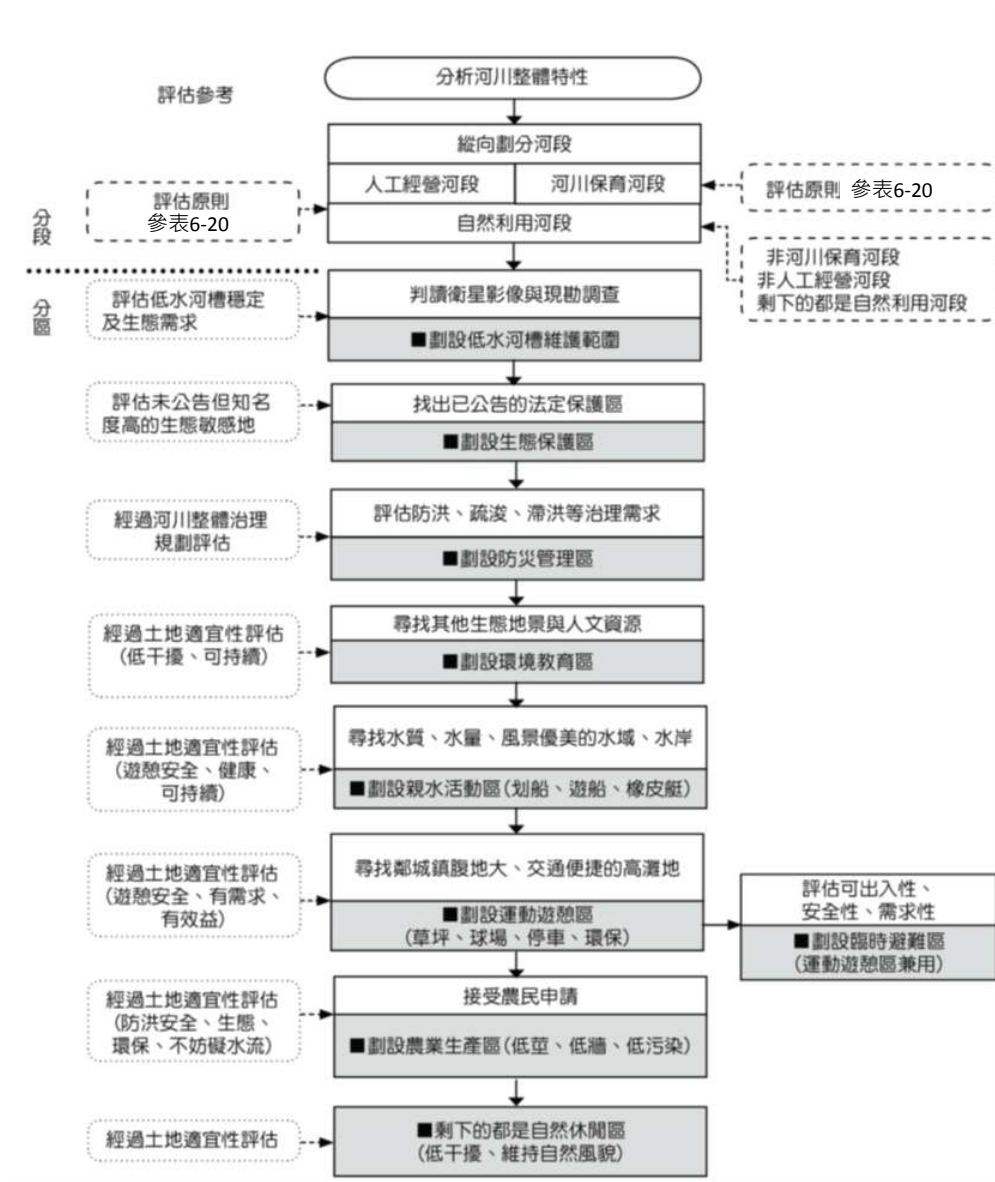 分析河川整體特性
評估參考
縱向劃分河段
人工經營河段
河川保育河段
自然利用河段
評估原則
參表6-20
評估原則 參表6-20
非河川保育河段
非人工經營河段
剩下的都是自然利用河段
分段
分區
評估低水河槽穩定
及生態需求
判讀衛星影像與現勘調查
■劃設低水河槽維護範圍
評估未公告但知名
度高的生態敏感地
找出已公告的法定保護區
■劃設生態保護區
經過河川整體治理
規劃評估
評估防洪、疏浚、滯洪等治理需求
■劃設防災管理區
經過土地適宜性評估
(低干擾、可持續)
尋找其他生態地景與人文資源
■劃設環境教育區
經過土地適宜性評估
(遊憩安全、健康、
可持續)
尋找水質、水量、風景優美的水域、水岸
■劃設親水活動區(划船、遊船、橡皮艇)
經過土地適宜性評估
(遊憩安全、有需求、
有效益)
尋找鄰城鎮腹地大、交通便捷的高灘地
■劃設運動遊憩區
(草坪、球場、停車、環保)
評估可出入性、
安全性、需求性
■劃設臨時避難區
(運動遊憩區兼用)
經過土地適宜性評估
(防洪安全、生態、
環保、不妨礙水流)
接受農民申請
■劃設農業生產區(低莖、低牆、低污染)
經過土地適宜性評估
■剩下的都是自然休閒區
(低干擾、維持自然風貌)